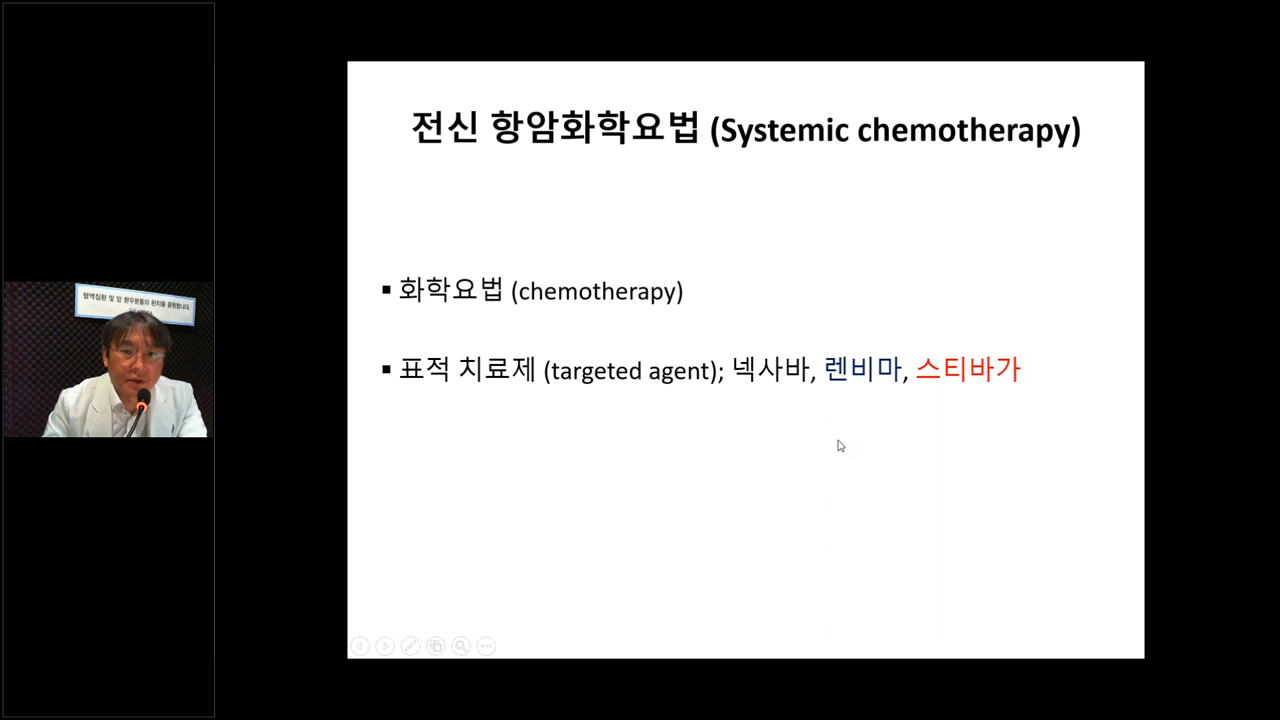 혈액질환 및 암 환우분들의 완치를 응원합니다.
전신 항암화학요법 (Systemic chemotherapy)
▪ 화학요법 (chemotherapy)
▪ 표적 치료제 (targeted agent); 넥사바, 렌비마, 스티바가